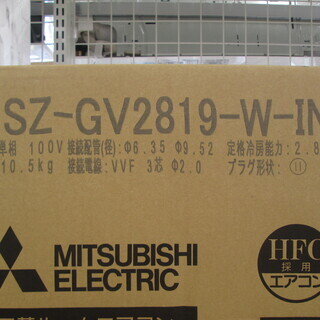 SZ-GV2819-W-IN
単相 100V 接続配管(径):Φ6.35 Φ9.52 定格冷房能力:2.8
10.5kg 接続電線:VVF 3芯 Φ2.0 プラグ形状:
MITSUBISHI
ELECTRIC
HFC
採用
エアコン